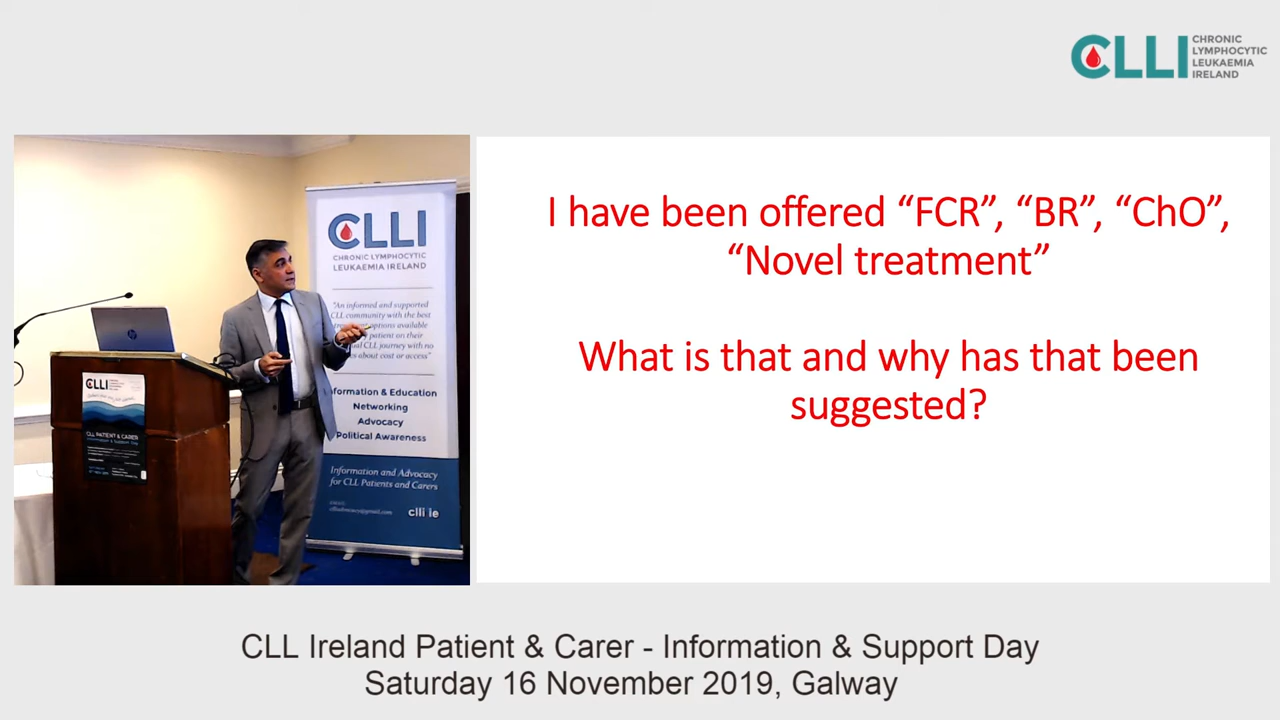 CLLI
CHRONIC
LYMPHOCYTIC
LEUKAEMIA
IRELAND
I have been offered “FCR”, “BR”, “ChO”,
“Novel treatment”
What is that and why has that been
suggested?
CLLI
CHRONIC LYMPHOCYTIC
LEUKAEMIA IRELAND
"An informed and supported
CLL community with the best
options available
patient on their
CLL journey with no
about cost or access"
Information & Education
Networking
Advocacy
Political Awareness
Information and Advocacy
for CLL Patients and Carers
clli.ie
CLLI
CLL PATIENT & CARER
Information & Support Day
CLL Ireland Patient & Carer - Information & Support Day
Saturday 16 November 2019, Galway